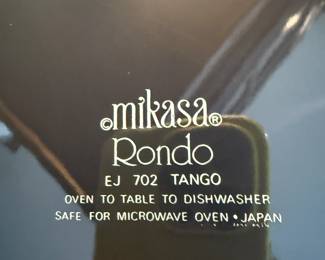 ©mikasa®
Rondo
EJ 702 TANGO
OVEN TO TABLE TO DISHWASHER
SAFE FOR MICROWAVE OVEN • JAPAN